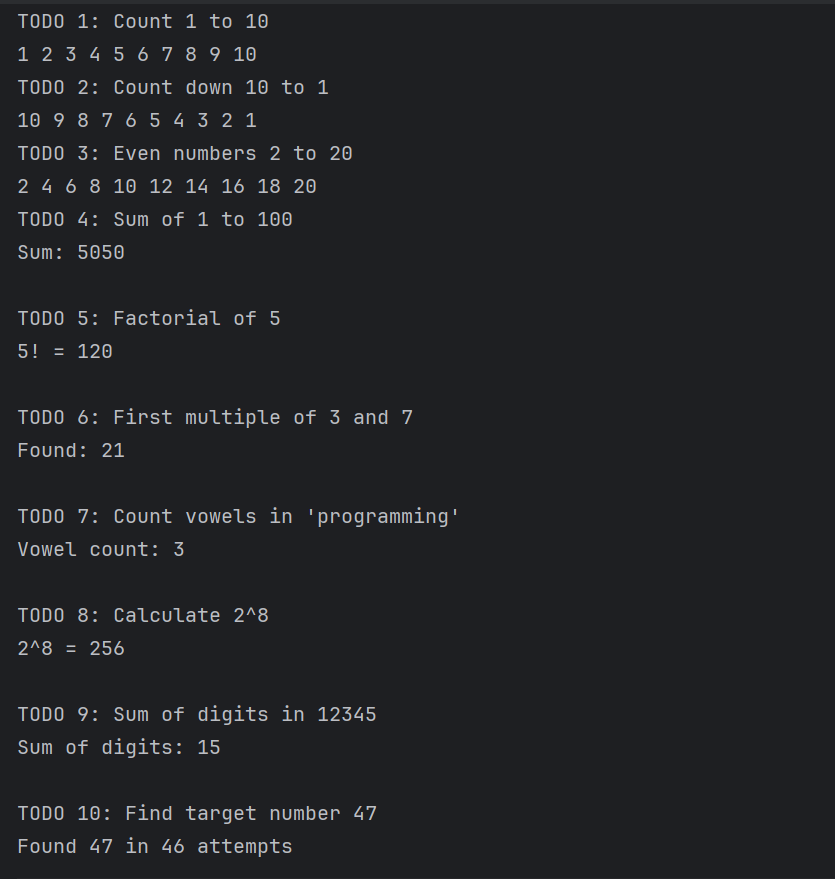 TODO 1: Count 1 to 10
1 2 3 4 5 6 7 8 9 10
TODO 2: Count down 10 to 1
10 9 8 7 6 5 4 3 2 1
TODO 3: Even numbers 2 to 20
2 4 6 8 10 12 14 16 18 20
TODO 4: Sum of 1 to 100
Sum: 5050
TODO 5: Factorial of 5
5! = 120
TODO 6: First multiple of 3 and 7
Found: 21
TODO 7: Count vowels in 'programming'
Vowel count: 3
TODO 8: Calculate 2^8
2^8 = 256
TODO 9: Sum of digits in 12345
Sum of digits: 15
TODO 10: Find target number 47
Found 47 in 46 attempts